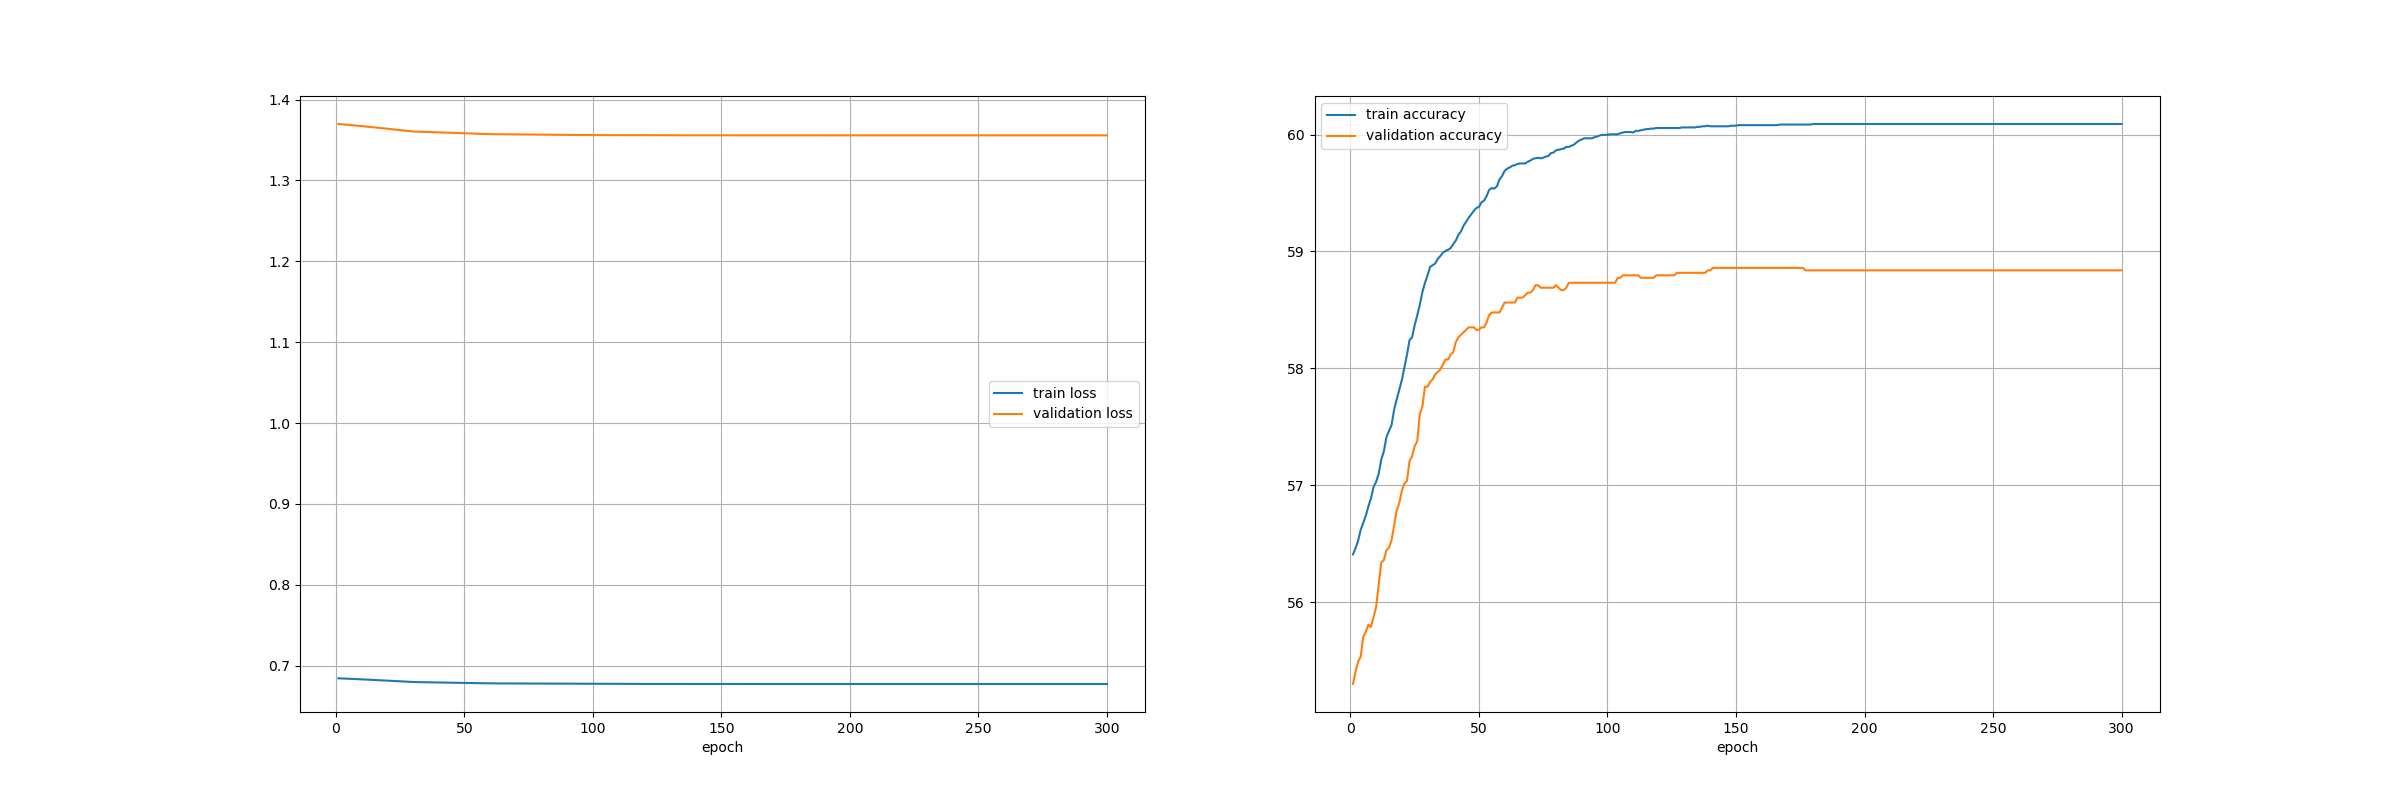 1.4
1.3
1.2
1.1
1.0
0.9
0.8
0.7
train loss
validation loss
0 50 100 150 200 250 300
epoch
train accuracy
validation accuracy
60
59
58
57
56
0 50 100 150 200 250 300
epoch